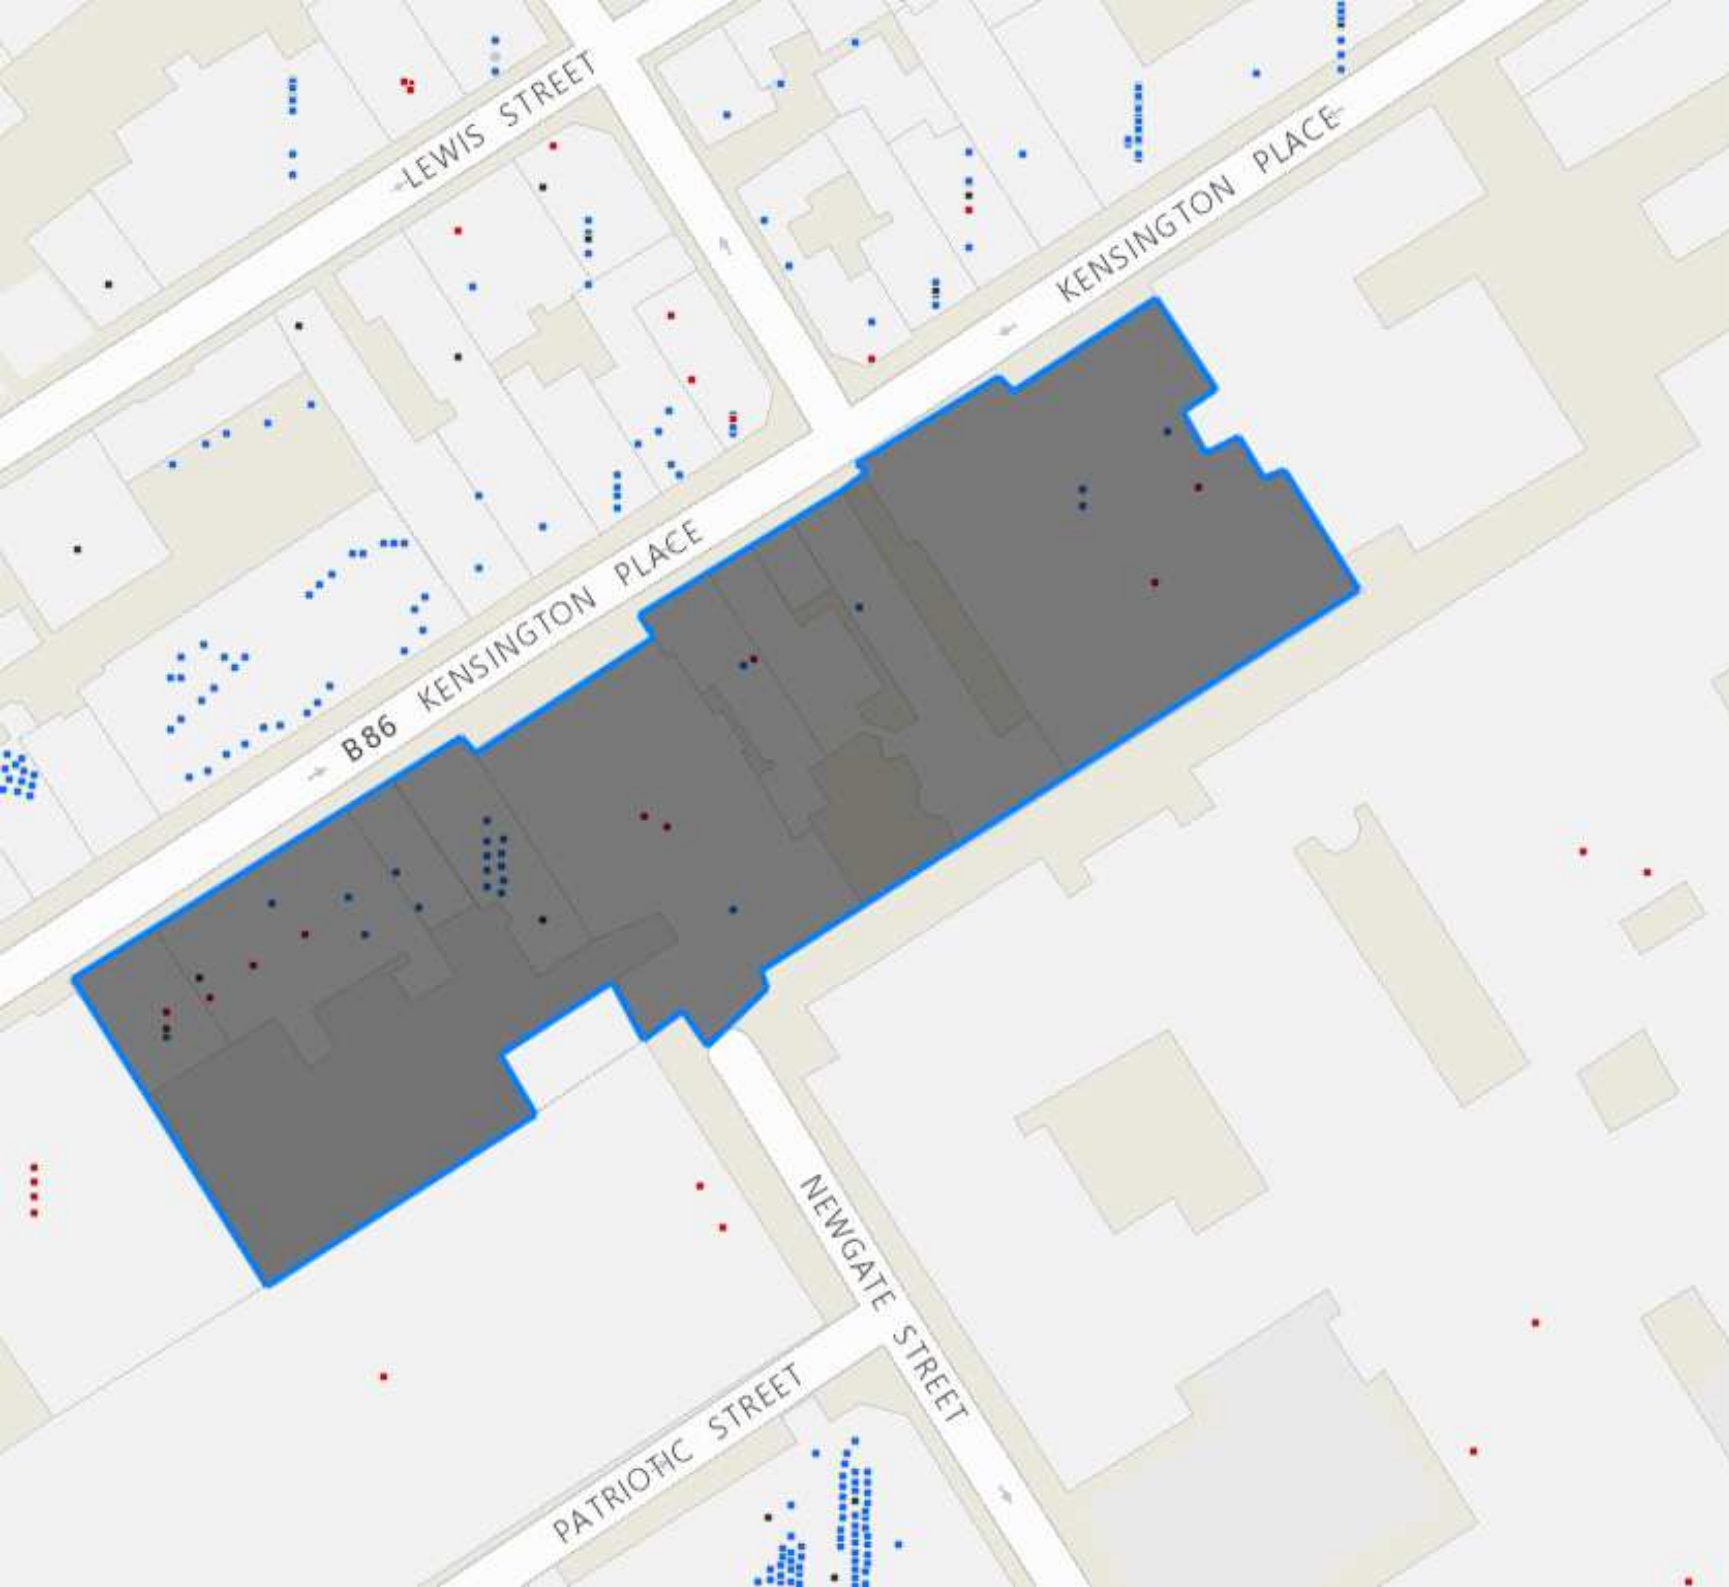 LEWIS STREET
KENSINGTON PLACE
B86 KENSINGTON PLACE
NEWGATE STREET
PATRIOTIC STREET